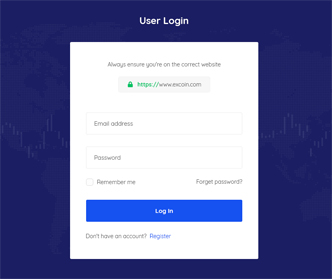 User Login
Always ensure you're on the correct website
https://www.excoin.com
Email address
Password
Remember me
Forget password?
Log In
Don't have an account? Register